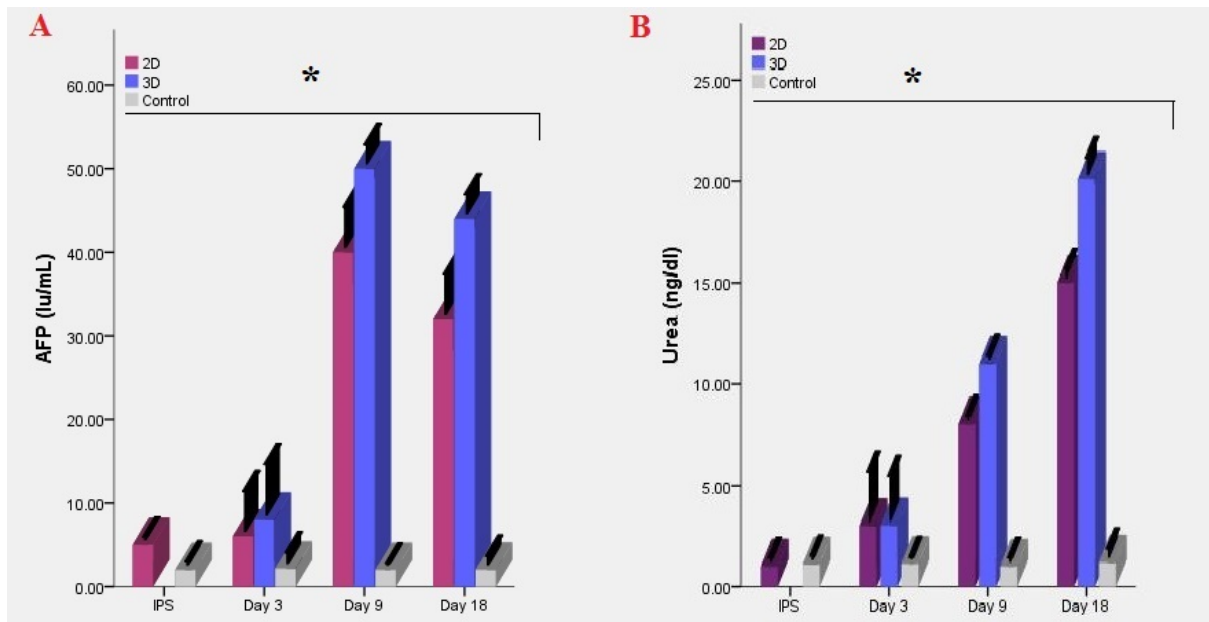 A
2D
3D
Control
*
60.00
50.00
40.00
30.00
20.00
10.00
0.00
AFP (Iu/mL)
IPS Day 3 Day 9 Day 18
B
2D
3D
Control
*
25.00
20.00
15.00
10.00
5.00
0.00
Urea (ng/dl)
IPS Day 3 Day 9 Day 18